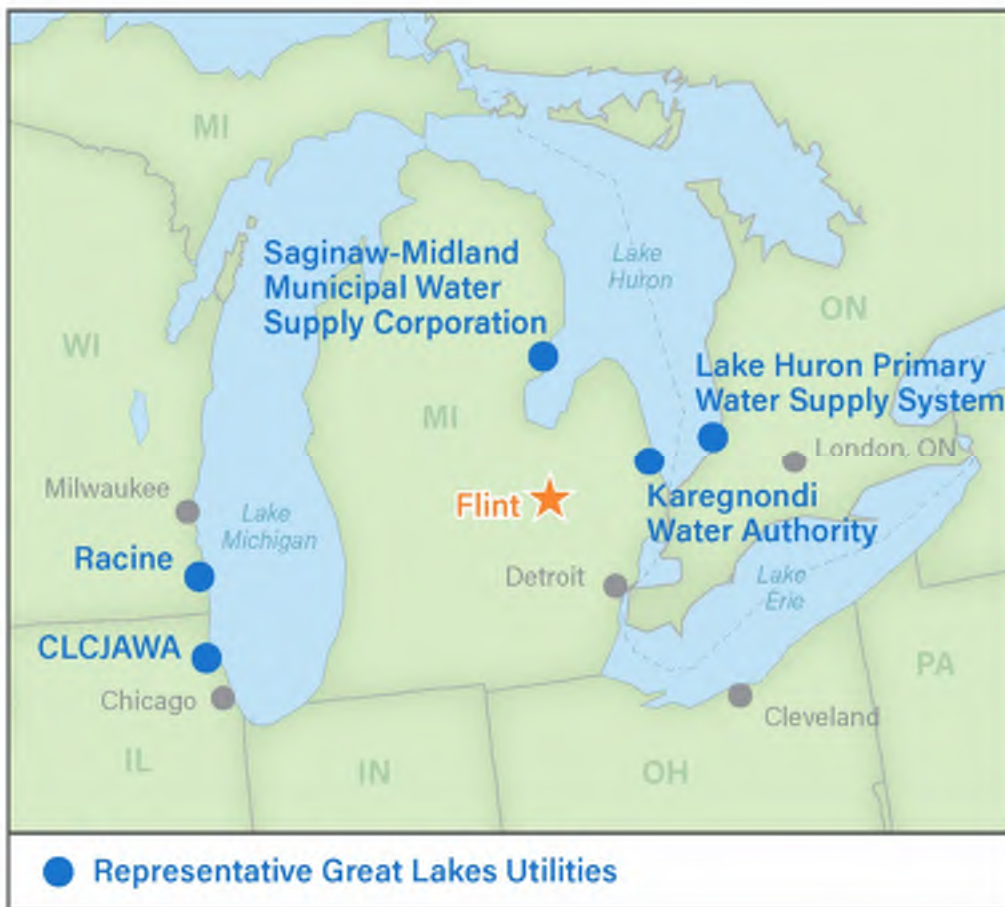 MI
Saginaw-Midland
Municipal Water
Supply Corporation
Lake
Huron
ON
WI
Lake Huron Primary
Water Supply System
MI
London, ON
Milwaukee
Flint
Karegnondi
Water Authority
Lake
Michigan
Racine
Detroit
Lake
Erie
CLCJAWA
PA
Chicago
Cleveland
IL
IN
OH
Representative Great Lakes Utilities